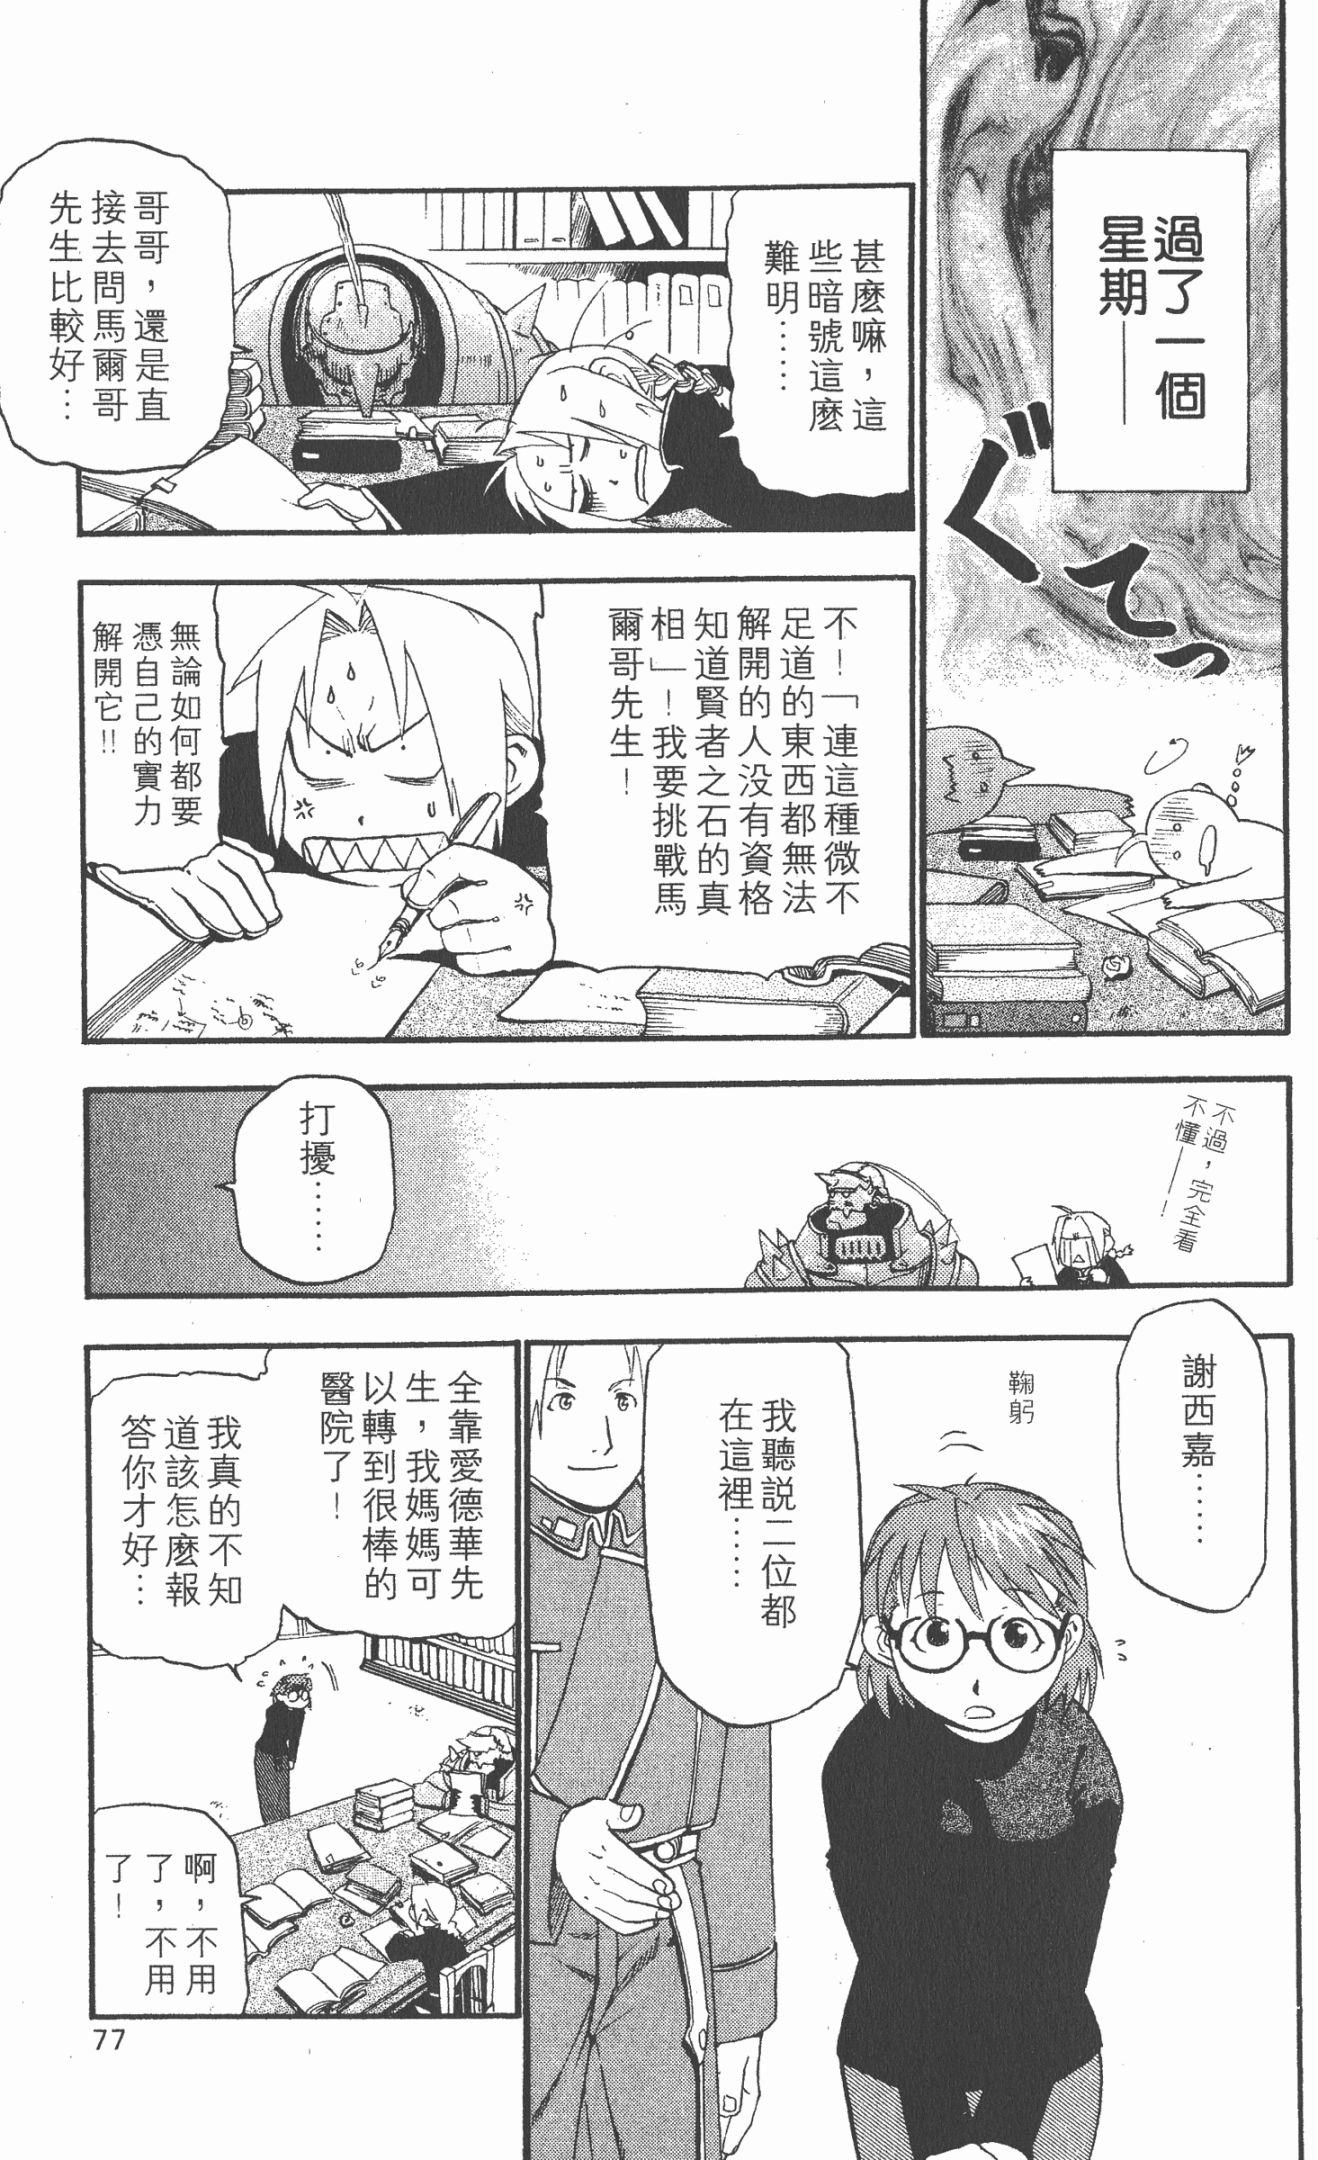 過了一個
星期——
ぐてっ
甚麽嘛，這
些暗號這麽
難明……
哥哥，還是直
接去問馬爾哥
先生比較好…
不！「連這種微不
足道的東西都無法
解開的人没有資格
知道賢者之石的真
相」！我要挑戰馬
爾哥先生！
無論如何都要
憑自己的實力
解開它!!
不過，完全看
不懂——！
打擾……
謝西嘉……
鞠躬
我聽説二位都
在這裡……
全靠愛德華先
生，我媽媽可
以轉到很棒的
醫院了！
我真的不知
道該怎麽報
答你才好…
啊，不用
了，不用
了！
77